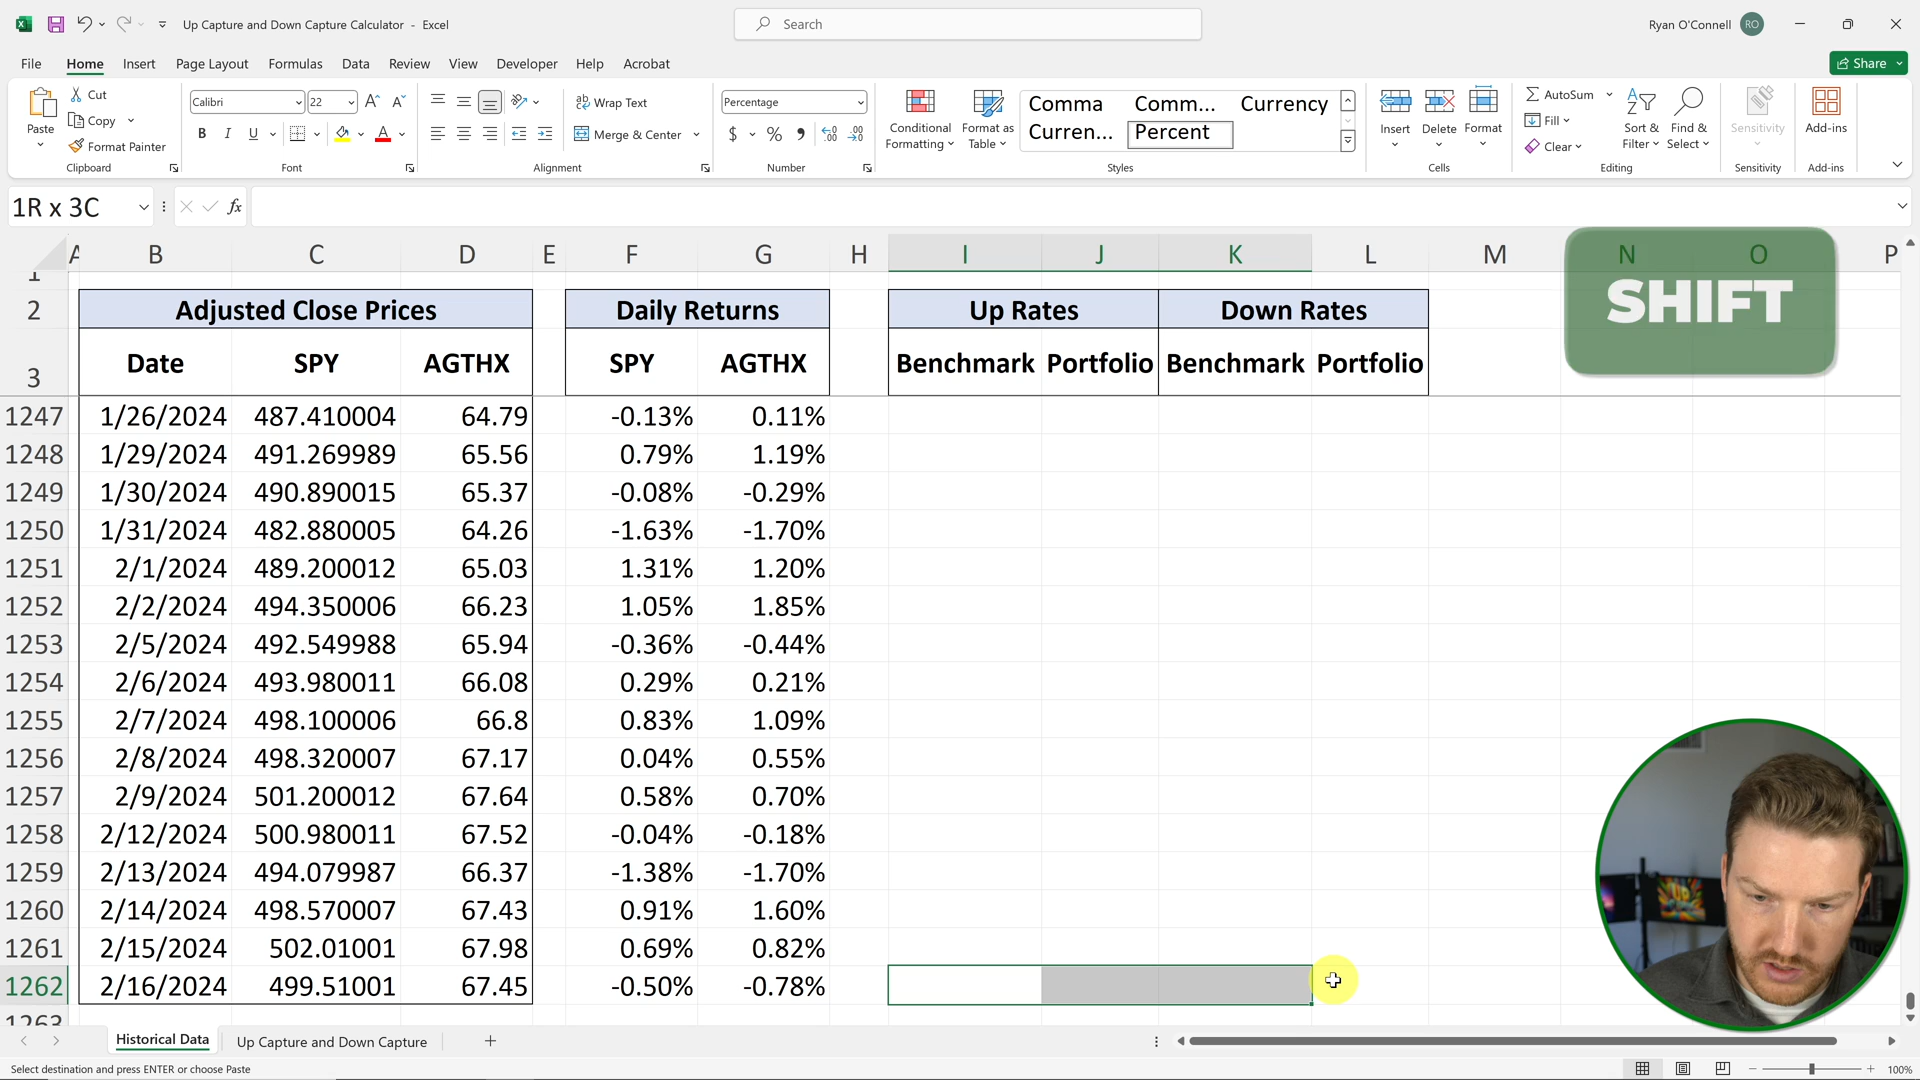 Up Capture and Down Capture Calculator - Excel
Search
Ryan O'Connell
RO
File Home Insert Page Layout Formulas Data Review View Developer Help Acrobat
Share
Paste
Cut
Copy
Format Painter
Clipboard
Calibri 22
B I U
Font
Wrap Text
Merge & Center
Alignment
Percentage
$ % ,
Number
Conditional Formatting
Format as Table
Comma Comm... Currency
Curren... Percent
Styles
Insert Delete Format
Cells
AutoSum
Fill
Clear
Sort & Filter
Find & Select
Editing
Sensitivity
Sensitivity
Add-ins
Add-ins
1R x 3C
fx
A B C D E F G H I J K L M N O P
SHIFT
1
2 Adjusted Close Prices Daily Returns Up Rates Down Rates
3 Date SPY AGTHX SPY AGTHX Benchmark Portfolio Benchmark Portfolio
1247 1/26/2024 487.410004 64.79 -0.13% 0.11%
1248 1/29/2024 491.269989 65.56 0.79% 1.19%
1249 1/30/2024 490.890015 65.37 -0.08% -0.29%
1250 1/31/2024 482.880005 64.26 -1.63% -1.70%
1251 2/1/2024 489.200012 65.03 1.31% 1.20%
1252 2/2/2024 494.350006 66.23 1.05% 1.85%
1253 2/5/2024 492.549988 65.94 -0.36% -0.44%
1254 2/6/2024 493.980011 66.08 0.29% 0.21%
1255 2/7/2024 498.100006 66.8 0.83% 1.09%
1256 2/8/2024 498.320007 67.17 0.04% 0.55%
1257 2/9/2024 501.200012 67.64 0.58% 0.70%
1258 2/12/2024 500.980011 67.52 -0.04% -0.18%
1259 2/13/2024 494.079987 66.37 -1.38% -1.70%
1260 2/14/2024 498.570007 67.43 0.91% 1.60%
1261 2/15/2024 502.01001 67.98 0.69% 0.82%
1262 2/16/2024 499.51001 67.45 -0.50% -0.78%
1263
Historical Data Up Capture and Down Capture
Select destination and press ENTER or choose Paste
100%